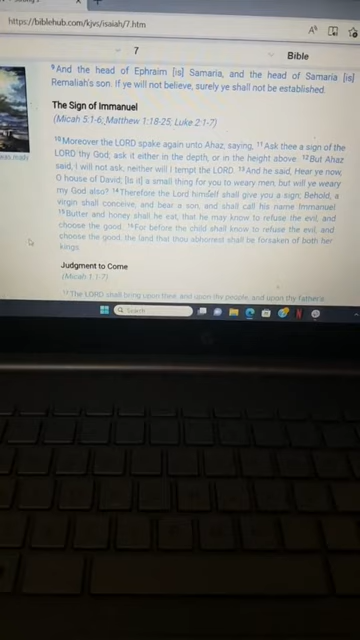 https://biblehub.com/kjvs/isaiah/7.htm
7
Bible
9And the head of Ephraim [is] Samaria, and the head of Samaria [is]
Remaliah's son. If ye will not believe, surely ye shall not be established.
The Sign of Immanuel
(Micah 5:1-6; Matthew 1:18-25; Luke 2:1-7)
10Moreover the LORD spake again unto Ahaz, saying, 11Ask thee a sign of the
LORD thy God; ask it either in the depth, or in the height above. 12But Ahaz
said, I will not ask, neither will I tempt the LORD. 13And he said, Hear ye now,
O house of David; [Is it] a small thing for you to weary men, but will ye weary
my God also? 14Therefore the Lord himself shall give you a sign; Behold, a
virgin shall conceive, and bear a son, and shall call his name Immanuel.
15Butter and honey shall he eat, that he may know to refuse the evil, and
choose the good. 16For before the child shall know to refuse the evil, and
choose the good, the land that thou abhorrest shall be forsaken of both her
kings.
Judgment to Come
(Micah 1:1-7)
17The LORD shall bring upon thee, and upon thy people, and upon thy father's
Search